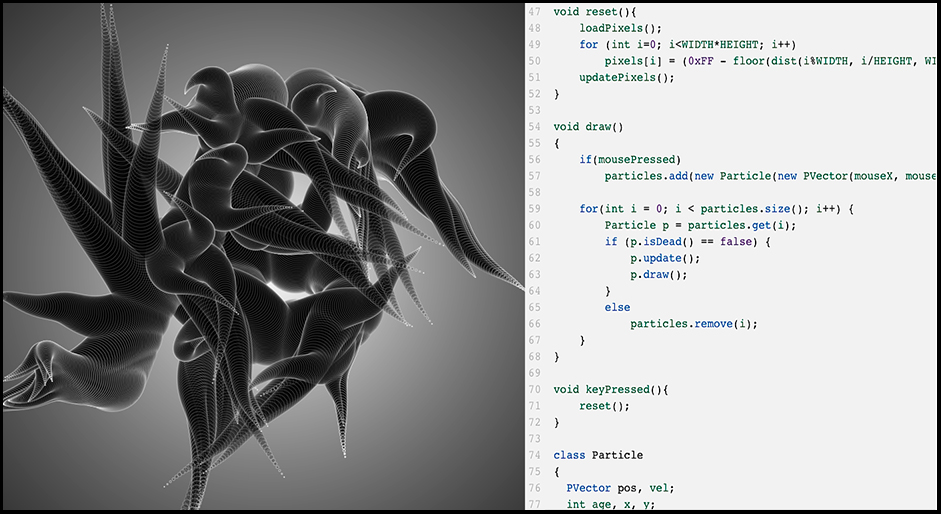 47 void reset(){
48 loadPixels();
49 for (int i=0; i<WIDTH*HEIGHT; i++)
50 pixels[i] = (0xFF - floor(dist(i%WIDTH, i/HEIGHT, WI
51 updatePixels();
52 }
53
54 void draw()
55 {
56 if(mousePressed)
57 particles.add(new Particle(new PVector(mouseX, mouse
58
59 for(int i = 0; i < particles.size(); i++) {
60 Particle p = particles.get(i);
61 if (p.isDead() == false) {
62 p.update();
63 p.draw();
64 }
65 else
66 particles.remove(i);
67 }
68 }
69
70 void keyPressed(){
71 reset();
72 }
73
74 class Particle
75 {
76 PVector pos, vel;
77 int age, x, y;